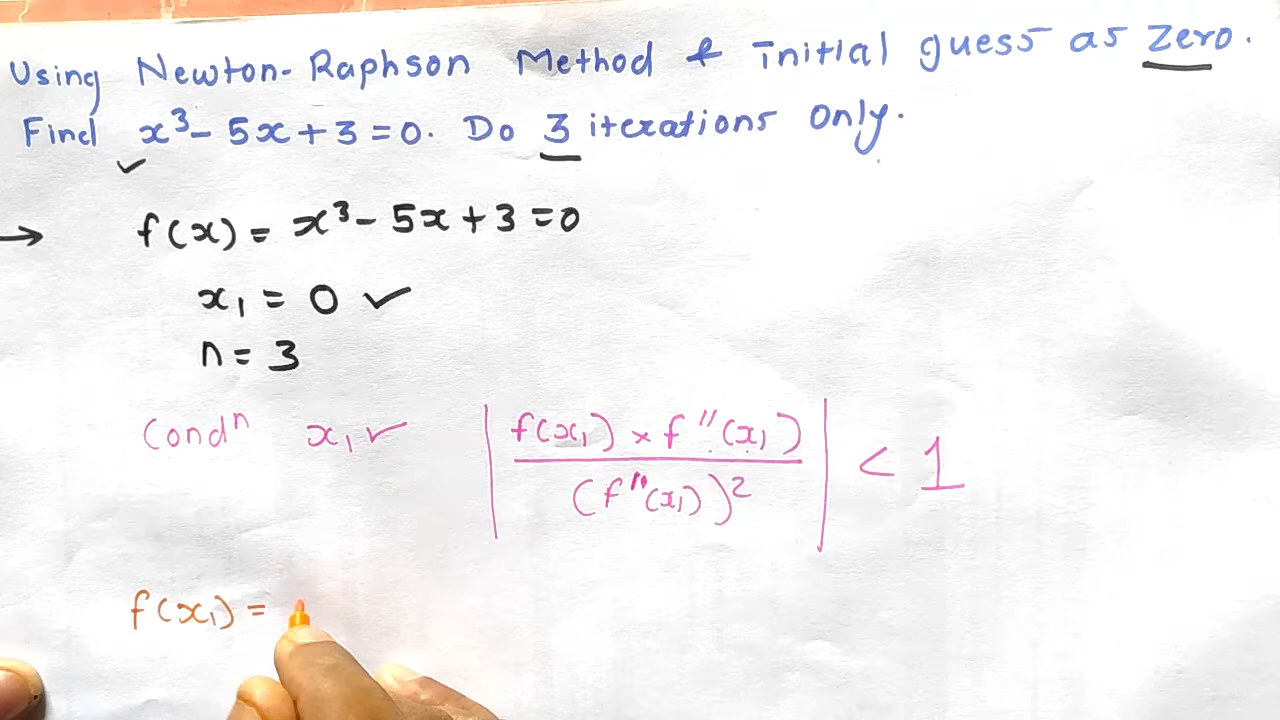 Using Newton-Raphson Method & Initial guess as zero.
Find x³ - 5x + 3 = 0. Do 3 iterations only.
→ f(x) = x³ - 5x + 3 = 0
x₁ = 0 ✓
n = 3
Condⁿ x₁ ✓ | f(x₁) × f''(x₁) / (f''(x₁))² | < 1
f(x₁) =